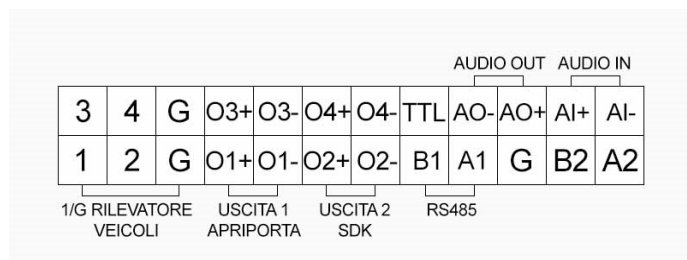 AUDIO OUT AUDIO IN
3 4 G O3+ O3- O4+ O4- TTL AO- AO+ AI+ AI-
1 2 G O1+ O1- O2+ O2- B1 A1 G B2 A2
1/G RILEVATORE VEICOLI
USCITA 1 APRIPORTA
USCITA 2 SDK
RS485